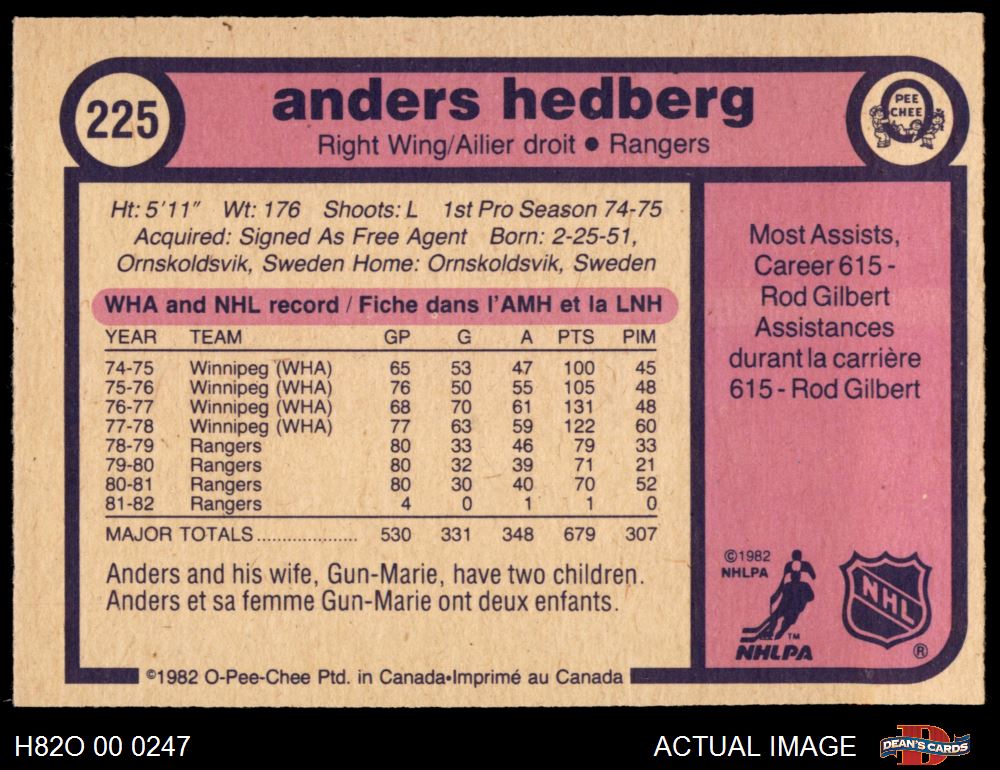 225
anders hedberg
Right Wing/Ailier droit • Rangers
PEE
CHEE
Ht: 5'11" Wt: 176 Shoots: L 1st Pro Season 74-75
Acquired: Signed As Free Agent Born: 2-25-51,
Ornskoldsvik, Sweden Home: Ornskoldsvik, Sweden
WHA and NHL record / Fiche dans l'AMH et la LNH
YEAR TEAM GP G A PTS PIM
74-75 Winnipeg (WHA) 65 53 47 100 45
75-76 Winnipeg (WHA) 76 50 55 105 48
76-77 Winnipeg (WHA) 68 70 61 131 48
77-78 Winnipeg (WHA) 77 63 59 122 60
78-79 Rangers 80 33 46 79 33
79-80 Rangers 80 32 39 71 21
80-81 Rangers 80 30 40 70 52
81-82 Rangers 4 0 1 1 0
MAJOR TOTALS................... 530 331 348 679 307
Anders and his wife, Gun-Marie, have two children.
Anders et sa femme Gun-Marie ont deux enfants.
©1982 O-Pee-Chee Ptd. in Canada•Imprimé au Canada
Most Assists,
Career 615 -
Rod Gilbert
Assistances
durant la carrière
615 - Rod Gilbert
©1982
NHLPA
TM
NHLPA
NHL
®
H82O 00 0247
ACTUAL IMAGE
D
DEAN'S CARDS